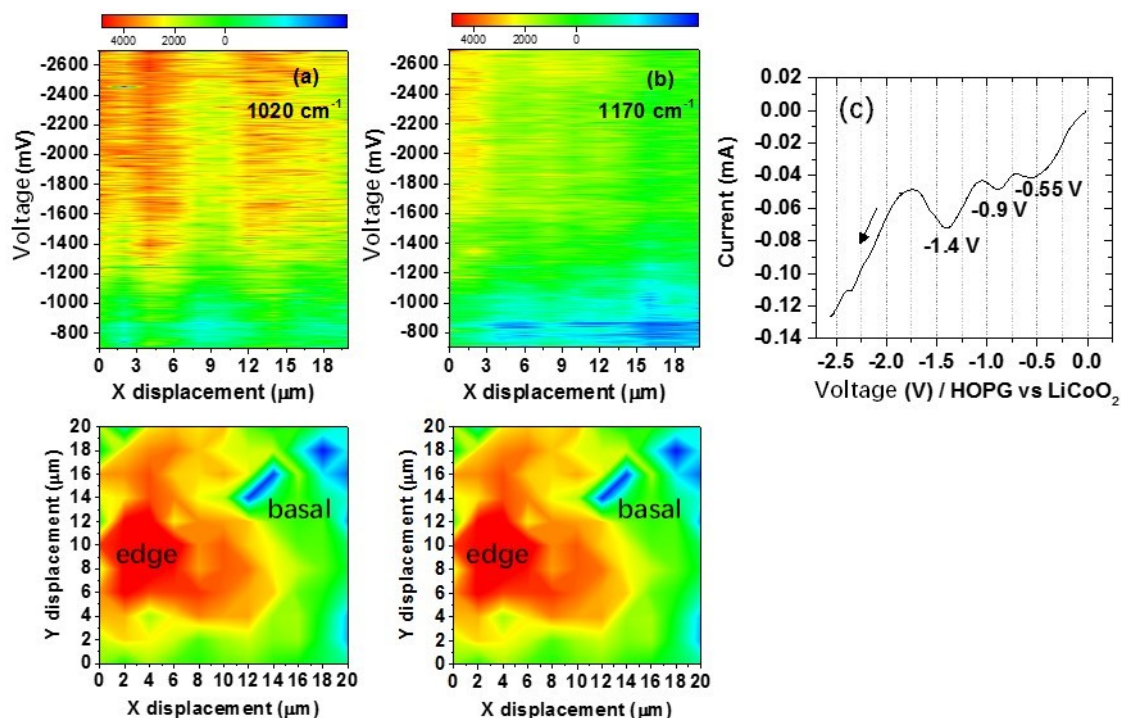 4000 2000 0
Voltage (mV)
-2600
-2400
-2200
-2000
-1800
-1600
-1400
-1200
-1000
-800
(a)
1020 cm⁻¹
0 3 6 9 12 15 18
X displacement (μm)
4000 2000 0
Voltage (mV)
-2600
-2400
-2200
-2000
-1800
-1600
-1400
-1200
-1000
-800
(b)
1170 cm⁻¹
0 3 6 9 12 15 18
X displacement (μm)
Current (mA)
0.02
0.00
-0.02
-0.04
-0.06
-0.08
-0.10
-0.12
-0.14
(c)
-0.55 V
-0.9 V
-1.4 V
-2.5 -2.0 -1.5 -1.0 -0.5 0.0
Voltage (V) / HOPG vs LiCoO₂
Y displacement (μm)
20
18
16
14
12
10
8
6
4
2
0
basal
edge
0 2 4 6 8 10 12 14 16 18 20
X displacement (μm)
Y displacement (μm)
20
18
16
14
12
10
8
6
4
2
0
basal
edge
0 2 4 6 8 10 12 14 16 18 20
X displacement (μm)